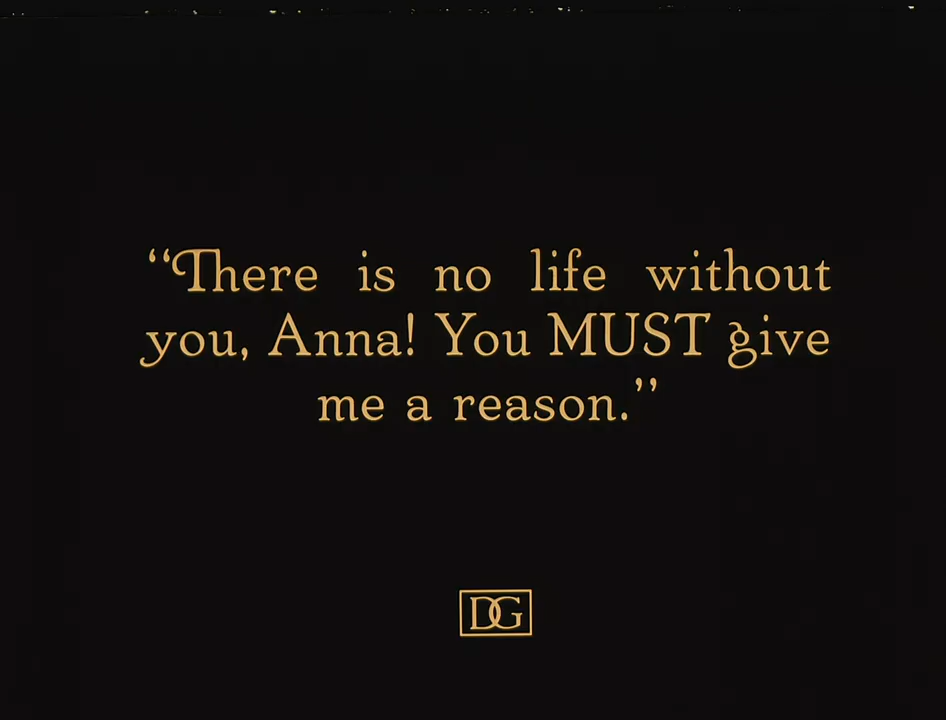 “There is no life without
you, Anna! You MUST give
me a reason.”
DG